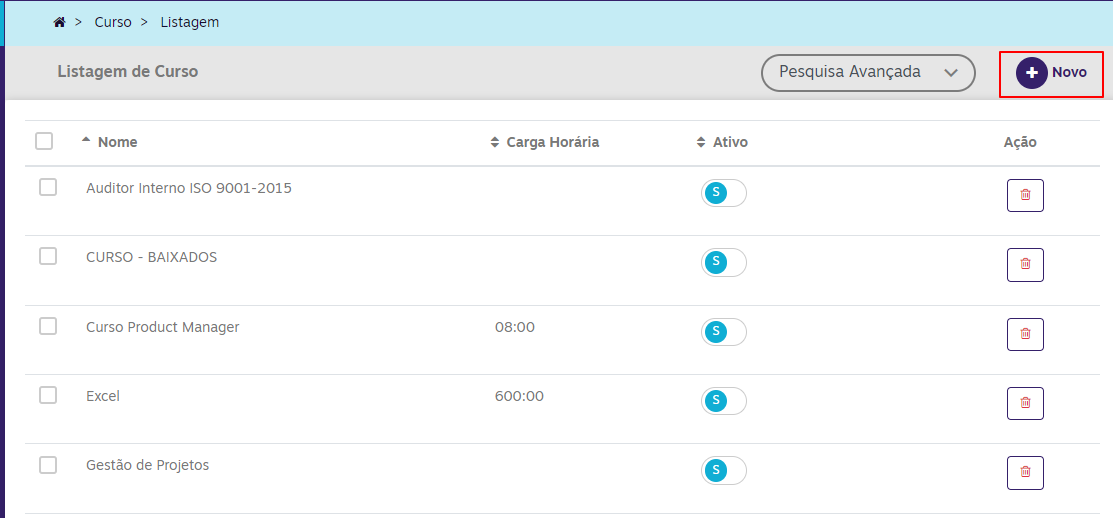 > Curso > Listagem
Listagem de Curso Pesquisa Avançada Novo
Nome Carga Horária Ativo Ação
Auditor Interno ISO 9001-2015 S
CURSO - BAIXADOS S
Curso Product Manager 08:00 S
Excel 600:00 S
Gestão de Projetos S